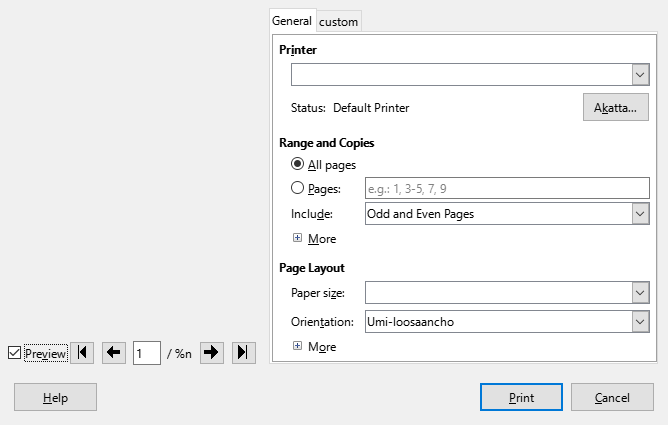 General custom
Printer
Status: Default Printer Akatta...
Range and Copies
All pages
Pages: e.g.: 1, 3-5, 7, 9
Include: Odd and Even Pages
More
Page Layout
Paper size:
Orientation: Umi-loosaancho
More
Preview 1 / %n
Help Print Cancel